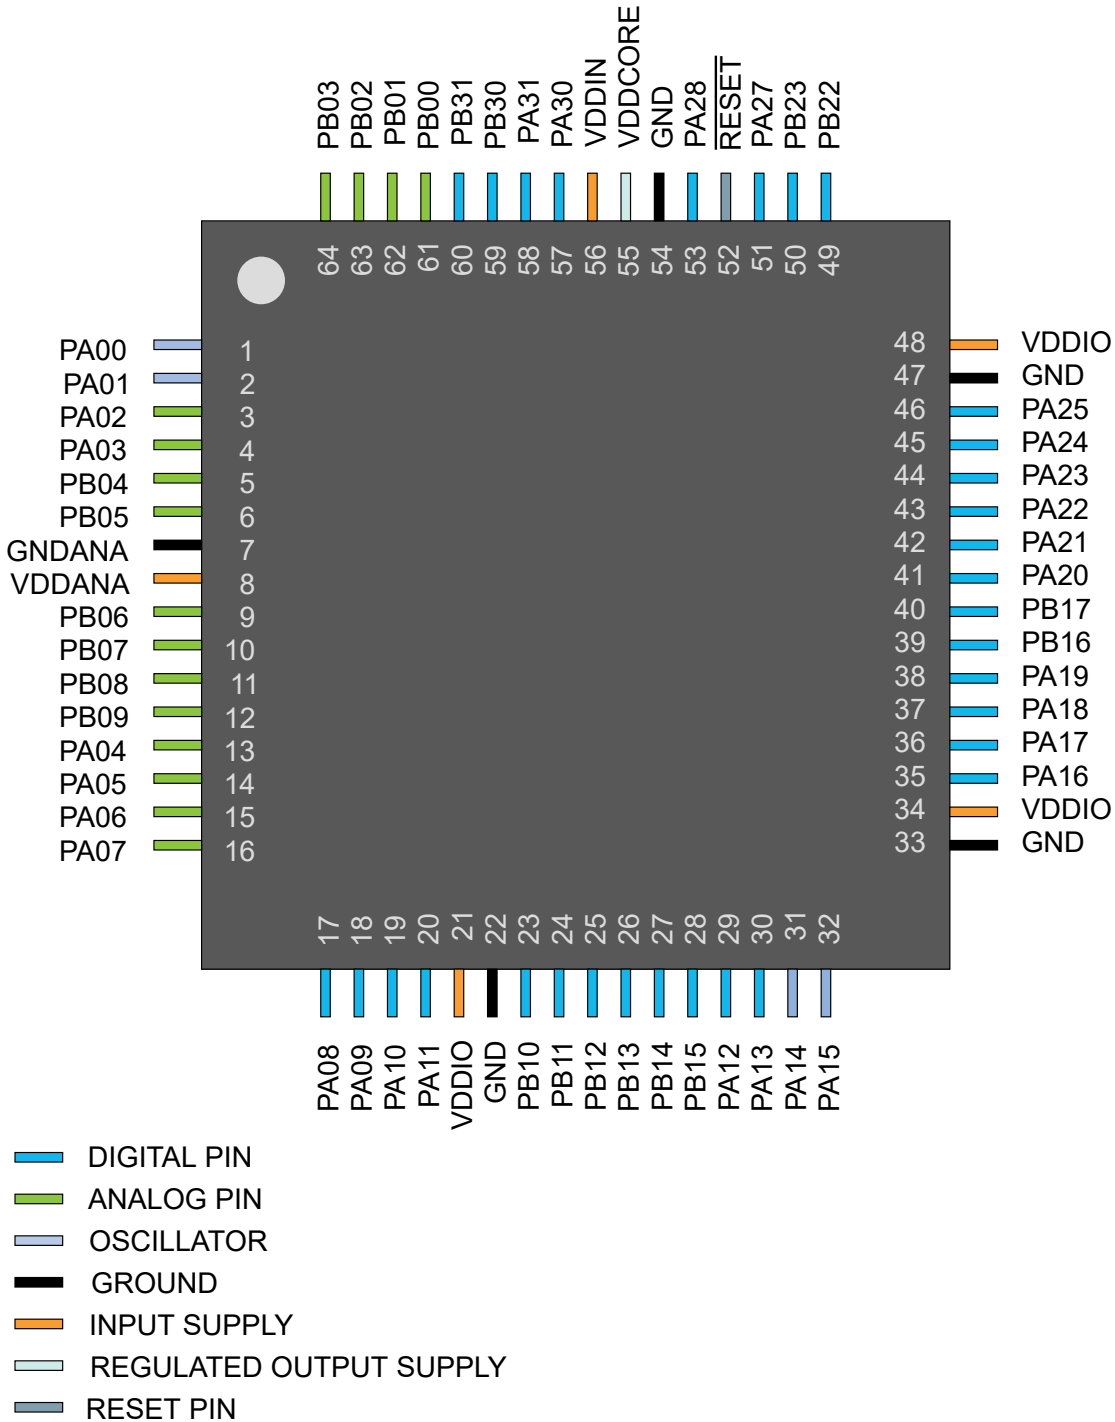 PB03 PB02 PB01 PB00 PB31 PB30 PA31 PA30 VDDIN VDDCORE GND PA28 RESET PA27 PB23 PB22
64 63 62 61 60 59 58 57 56 55 54 53 52 51 50 49
PA00 1
PA01 2
PA02 3
PA03 4
PB04 5
PB05 6
GNDANA 7
VDDANA 8
PB06 9
PB07 10
PB08 11
PB09 12
PA04 13
PA05 14
PA06 15
PA07 16
48 VDDIO
47 GND
46 PA25
45 PA24
44 PA23
43 PA22
42 PA21
41 PA20
40 PB17
39 PB16
38 PA19
37 PA18
36 PA17
35 PA16
34 VDDIO
33 GND
17 18 19 20 21 22 23 24 25 26 27 28 29 30 31 32
PA08 PA09 PA10 PA11 VDDIO GND PB10 PB11 PB12 PB13 PB14 PB15 PA12 PA13 PA14 PA15
DIGITAL PIN
ANALOG PIN
OSCILLATOR
GROUND
INPUT SUPPLY
REGULATED OUTPUT SUPPLY
RESET PIN